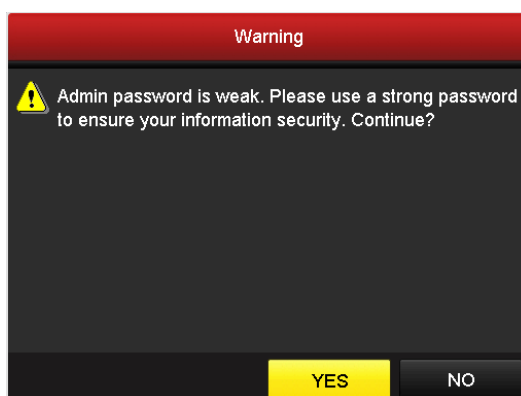 Warning
Admin password is weak. Please use a strong password
to ensure your information security. Continue?
YES
NO